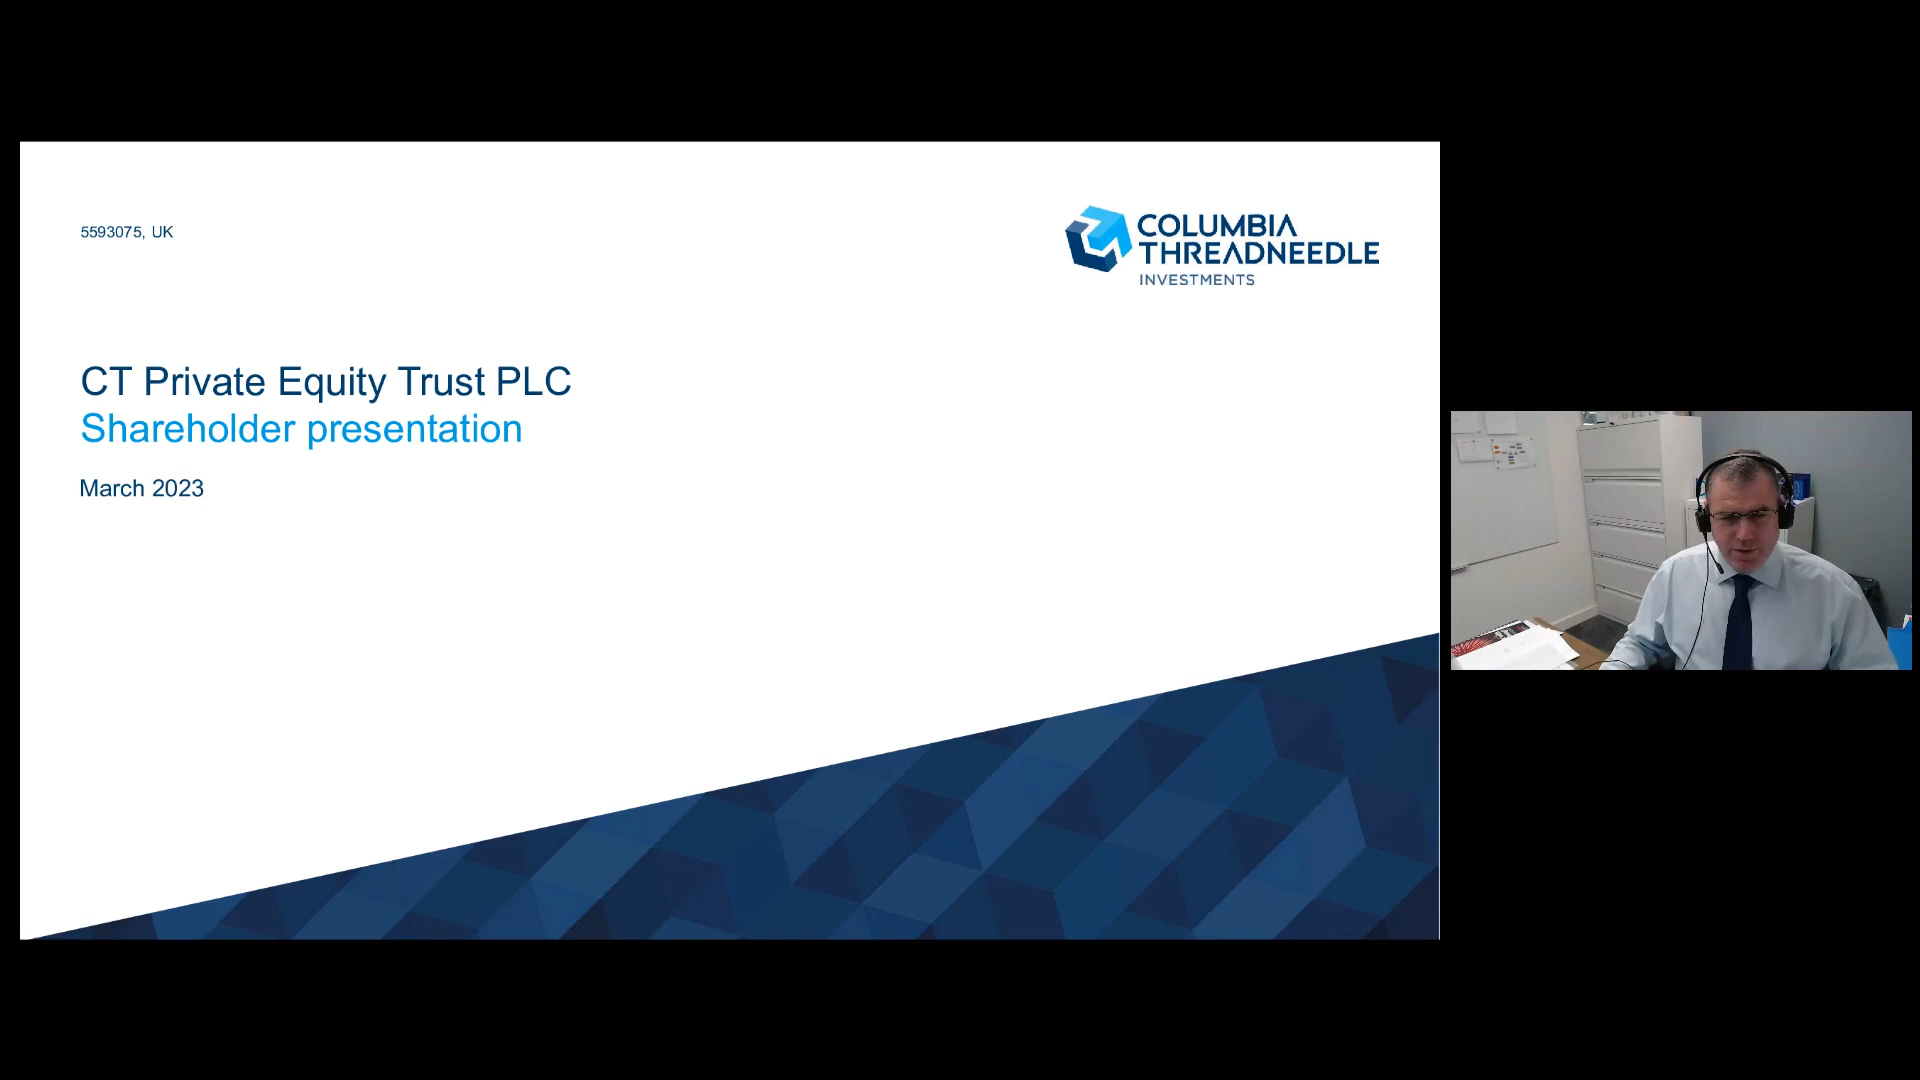 5593075, UK
COLUMBIA
THREADNEEDLE
INVESTMENTS
CT Private Equity Trust PLC
Shareholder presentation
March 2023